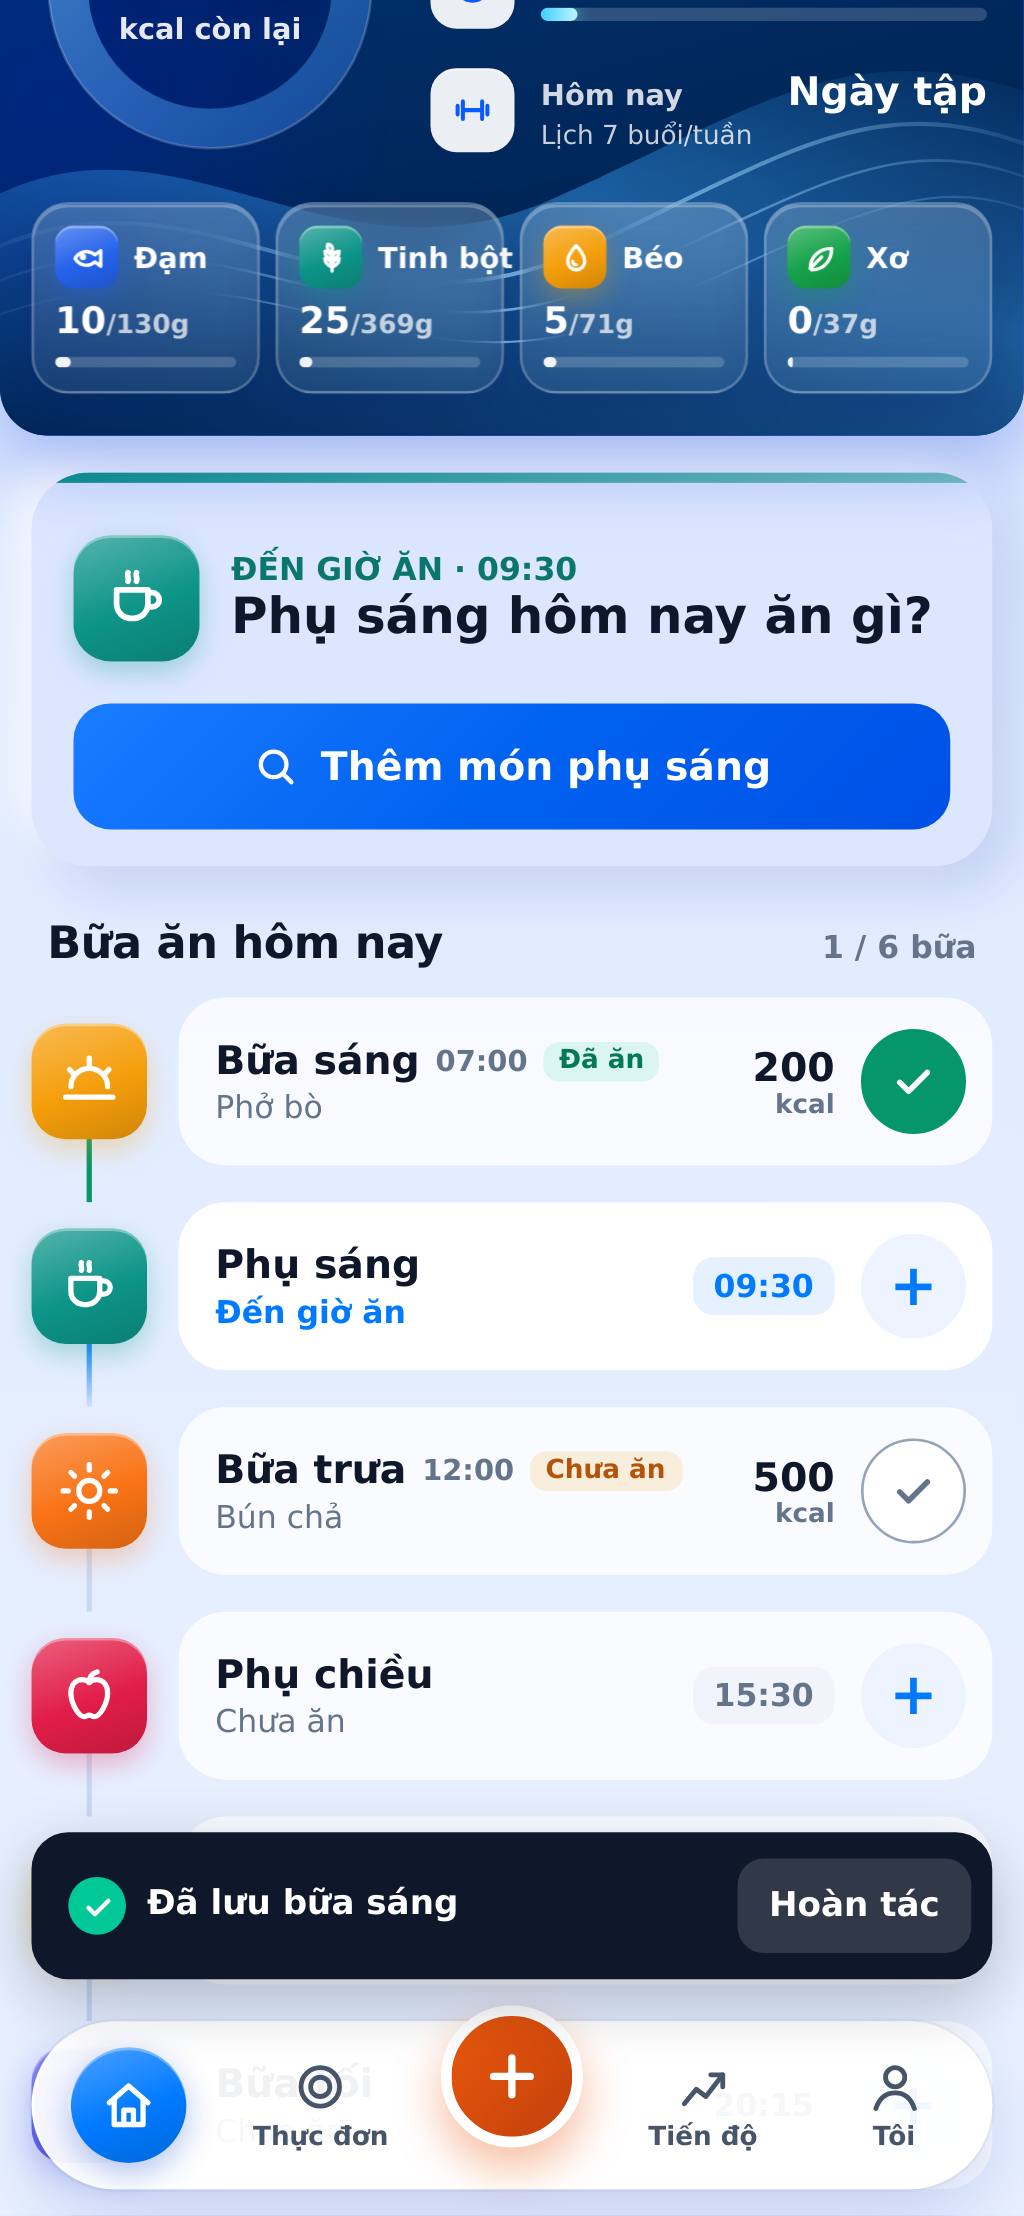 kcal còn lại
Hôm nay
Ngày tập
Lịch 7 buổi/tuần
Đạm
10/130g
Tinh bột
25/369g
Béo
5/71g
Xơ
0/37g
ĐẾN GIỜ ĂN · 09:30
Phụ sáng hôm nay ăn gì?
Thêm món phụ sáng
Bữa ăn hôm nay
1 / 6 bữa
Bữa sáng 07:00 Đã ăn
Phở bò
200
kcal
Phụ sáng
Đến giờ ăn
09:30
Bữa trưa 12:00 Chưa ăn
Bún chả
500
kcal
Phụ chiều
Chưa ăn
15:30
Đã lưu bữa sáng
Hoàn tác
20:15
Thực đơn
Tiến độ
Tôi